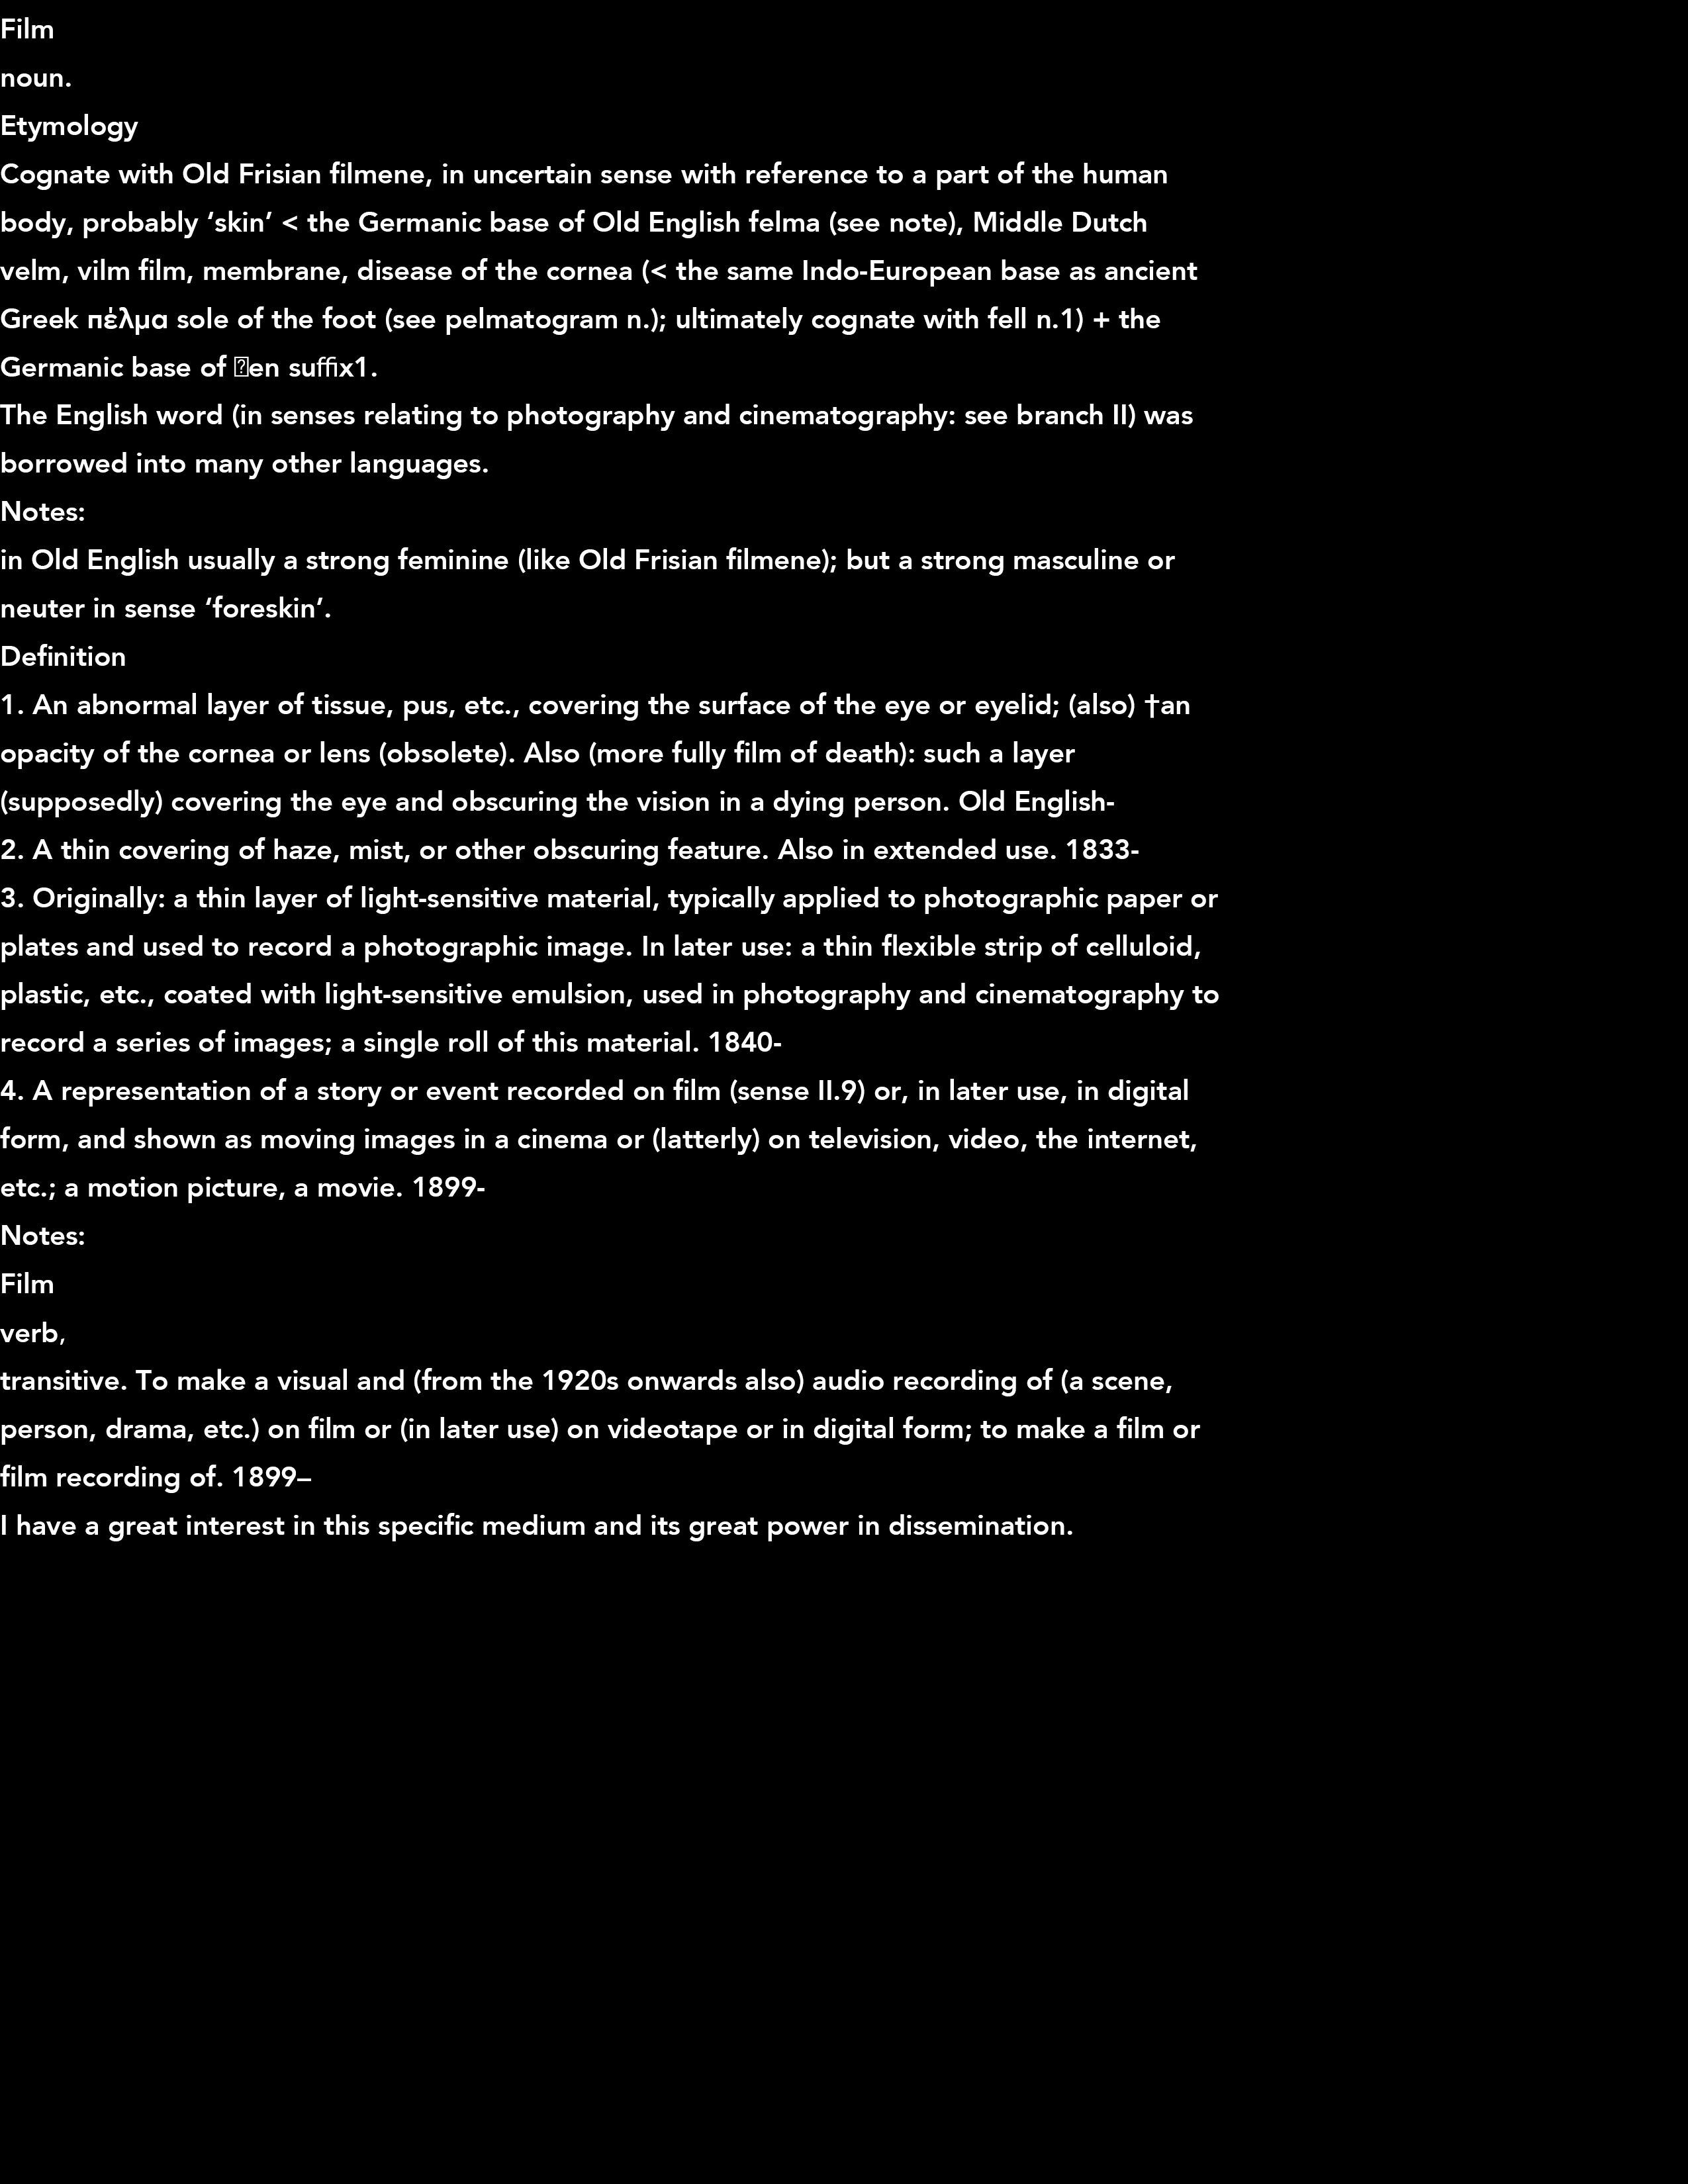 Film
noun.
Etymology
Cognate with Old Frisian filmene, in uncertain sense with reference to a part of the human
body, probably ‘skin’ < the Germanic base of Old English felma (see note), Middle Dutch
velm, vilm film, membrane, disease of the cornea (< the same Indo-European base as ancient
Greek πέλμα sole of the foot (see pelmatogram n.); ultimately cognate with fell n.1) + the
Germanic base of en suffix1.
The English word (in senses relating to photography and cinematography: see branch II) was
borrowed into many other languages.
Notes:
in Old English usually a strong feminine (like Old Frisian filmene); but a strong masculine or
neuter in sense ‘foreskin’.
Definition
1. An abnormal layer of tissue, pus, etc., covering the surface of the eye or eyelid; (also) †an
opacity of the cornea or lens (obsolete). Also (more fully film of death): such a layer
(supposedly) covering the eye and obscuring the vision in a dying person. Old English-
2. A thin covering of haze, mist, or other obscuring feature. Also in extended use. 1833-
3. Originally: a thin layer of light-sensitive material, typically applied to photographic paper or
plates and used to record a photographic image. In later use: a thin flexible strip of celluloid,
plastic, etc., coated with light-sensitive emulsion, used in photography and cinematography to
record a series of images; a single roll of this material. 1840-
4. A representation of a story or event recorded on film (sense II.9) or, in later use, in digital
form, and shown as moving images in a cinema or (latterly) on television, video, the internet,
etc.; a motion picture, a movie. 1899-
Notes:
Film
verb,
transitive. To make a visual and (from the 1920s onwards also) audio recording of (a scene,
person, drama, etc.) on film or (in later use) on videotape or in digital form; to make a film or
film recording of. 1899–
I have a great interest in this specific medium and its great power in dissemination.